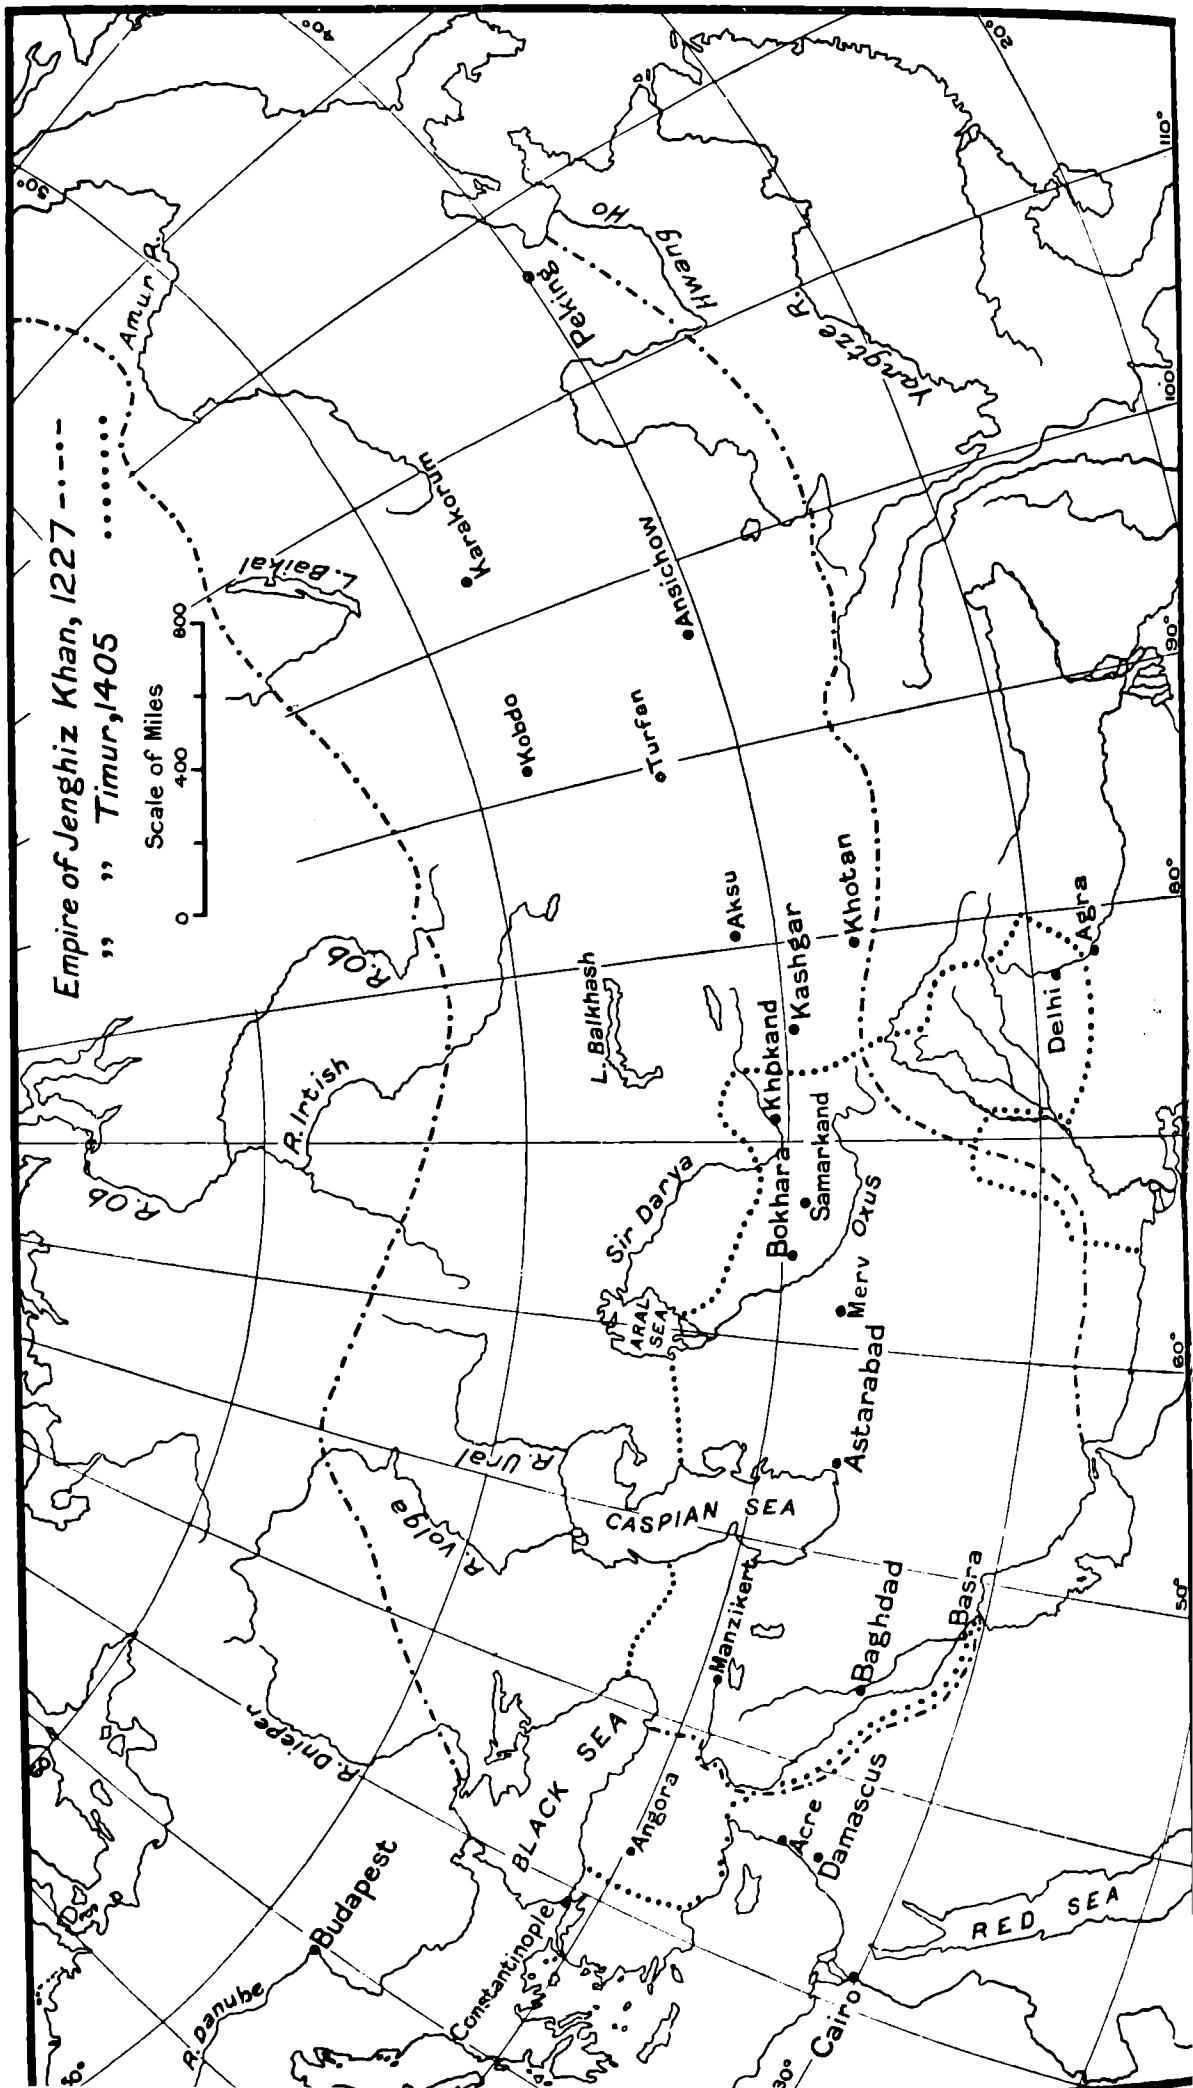 Empire of Jenghiz Khan, 1227
" " Timur, 1405
Scale of Miles
0 400 800
R. Ob
R. Ob
R. Irtish
L. Baikal
Amur R.
Karakorum
Kobdo
Turfan
Ansichow
Peking
Hwang Ho
Yangtze R.
L. Balkhash
Aksu
Kashgar
Khotan
Khokand
Bokhara
Samarkand
Sir Darya
ARAL
SEA
Merv
Oxus
Astarabad
Delhi
Agra
R. Ural
R. Volga
CASPIAN SEA
R. Dnieper
R. Danube
Budapest
BLACK SEA
Constantinople
Angora
Manzikert
Baghdad
Basra
Acre
Damascus
Cairo
RED SEA
30°
50°
60°
80°
90°
100°
110°
20°
40°
50°